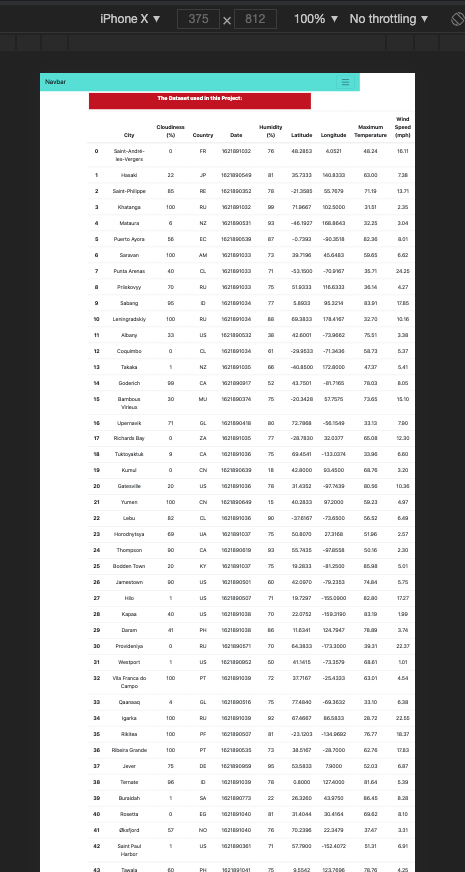 iPhone X ▼ 375 × 812 100% ▼ No throttling ▼
Navbar
The Dataset used in this Project:
City Cloudiness (%) Country Date Humidity (%) Latitude Longitude Maximum Temperature Wind Speed (mph)
0 Saint-André-les-Vergers 0 FR 1621891032 76 48.2853 4.0521 48.24 16.11
1 Hasaki 22 JP 1621890549 81 35.7333 140.8333 63.00 7.38
2 Saint-Philippe 85 RE 1621890352 78 -21.3585 55.7679 71.19 13.71
3 Khatanga 100 RU 1621891032 99 71.9667 102.5000 31.51 2.35
4 Mataura 6 NZ 1621890531 93 -46.1927 168.8643 32.25 3.04
5 Puerto Ayora 56 EC 1621890539 87 -0.7393 -90.3518 82.36 8.01
6 Saravan 100 AM 1621891033 73 39.7196 45.6483 59.65 6.62
7 Punta Arenas 40 CL 1621891033 71 -53.1500 -70.9167 35.71 24.25
8 Priiskovyy 70 RU 1621891033 75 51.9333 116.6333 36.14 4.27
9 Sabang 95 ID 1621891034 77 5.8933 95.3214 83.91 17.85
10 Leningradskiy 100 RU 1621891034 88 69.3833 178.4167 32.70 10.16
11 Albany 33 US 1621890532 38 42.6001 -73.9662 75.51 3.38
12 Coquimbo 0 CL 1621891034 61 -29.9533 -71.3436 58.73 5.37
13 Takaka 1 NZ 1621891035 66 -40.8500 172.8000 47.37 5.41
14 Goderich 99 CA 1621890917 52 43.7501 -81.7165 78.03 8.05
15 Bambous Virieux 30 MU 1621890374 75 -20.3428 57.7575 73.65 15.10
16 Upernavik 71 GL 1621890418 80 72.7868 -56.1549 33.13 7.90
17 Richards Bay 0 ZA 1621891035 77 -28.7830 32.0377 65.08 12.30
18 Tuktoyaktuk 9 CA 1621891036 75 69.4541 -133.0374 33.96 6.60
19 Kumul 0 CN 1621890639 18 42.8000 93.4500 68.76 3.20
20 Gatesville 20 US 1621891036 78 31.4352 -97.7439 80.56 10.36
21 Yumen 100 CN 1621890649 15 40.2833 97.2000 59.23 4.97
22 Lebu 82 CL 1621891036 90 -37.6167 -73.6500 56.52 6.49
23 Horodnytsya 69 UA 1621891037 75 50.8070 27.3168 51.96 2.57
24 Thompson 90 CA 1621890619 93 55.7435 -97.8558 50.16 2.30
25 Bodden Town 20 KY 1621891037 75 19.2833 -81.2500 85.98 5.01
26 Jamestown 90 US 1621890501 60 42.0970 -79.2353 74.84 5.75
27 Hilo 1 US 1621890507 71 19.7297 -155.0900 82.80 17.27
28 Kapaa 40 US 1621891038 70 22.0752 -159.3190 83.19 1.99
29 Daram 41 PH 1621891038 86 11.6341 124.7947 78.89 3.74
30 Provideniya 0 RU 1621890571 70 64.3833 -173.3000 39.31 22.37
31 Westport 1 US 1621890952 50 41.1415 -73.3579 68.61 1.01
32 Vila Franca do Campo 100 PT 1621891039 72 37.7167 -25.4333 63.01 4.54
33 Qaanaaq 4 GL 1621890516 75 77.4840 -69.3632 33.10 6.38
34 Igarka 100 RU 1621891039 92 67.4667 86.5833 28.72 22.55
35 Rikitea 100 PF 1621890507 81 -23.1203 -134.9692 76.77 18.37
36 Ribeira Grande 100 PT 1621890535 73 38.5167 -28.7000 62.76 17.83
37 Jever 75 DE 1621890959 95 53.5833 7.9000 52.03 6.87
38 Ternate 96 ID 1621891039 78 0.8000 127.4000 81.64 5.39
39 Buraidah 1 SA 1621890773 22 26.3260 43.9750 86.45 8.28
40 Rosetta 0 EG 1621891040 81 31.4044 30.4164 69.62 8.10
41 Øksfjord 57 NO 1621891040 76 70.2396 22.3479 37.47 3.31
42 Saint Paul Harbor 1 US 1621890361 71 57.7900 -152.4072 51.31 6.91
43 Tawala 60 PH 1621891041 75 9.5542 123.7696 78.76 4.25